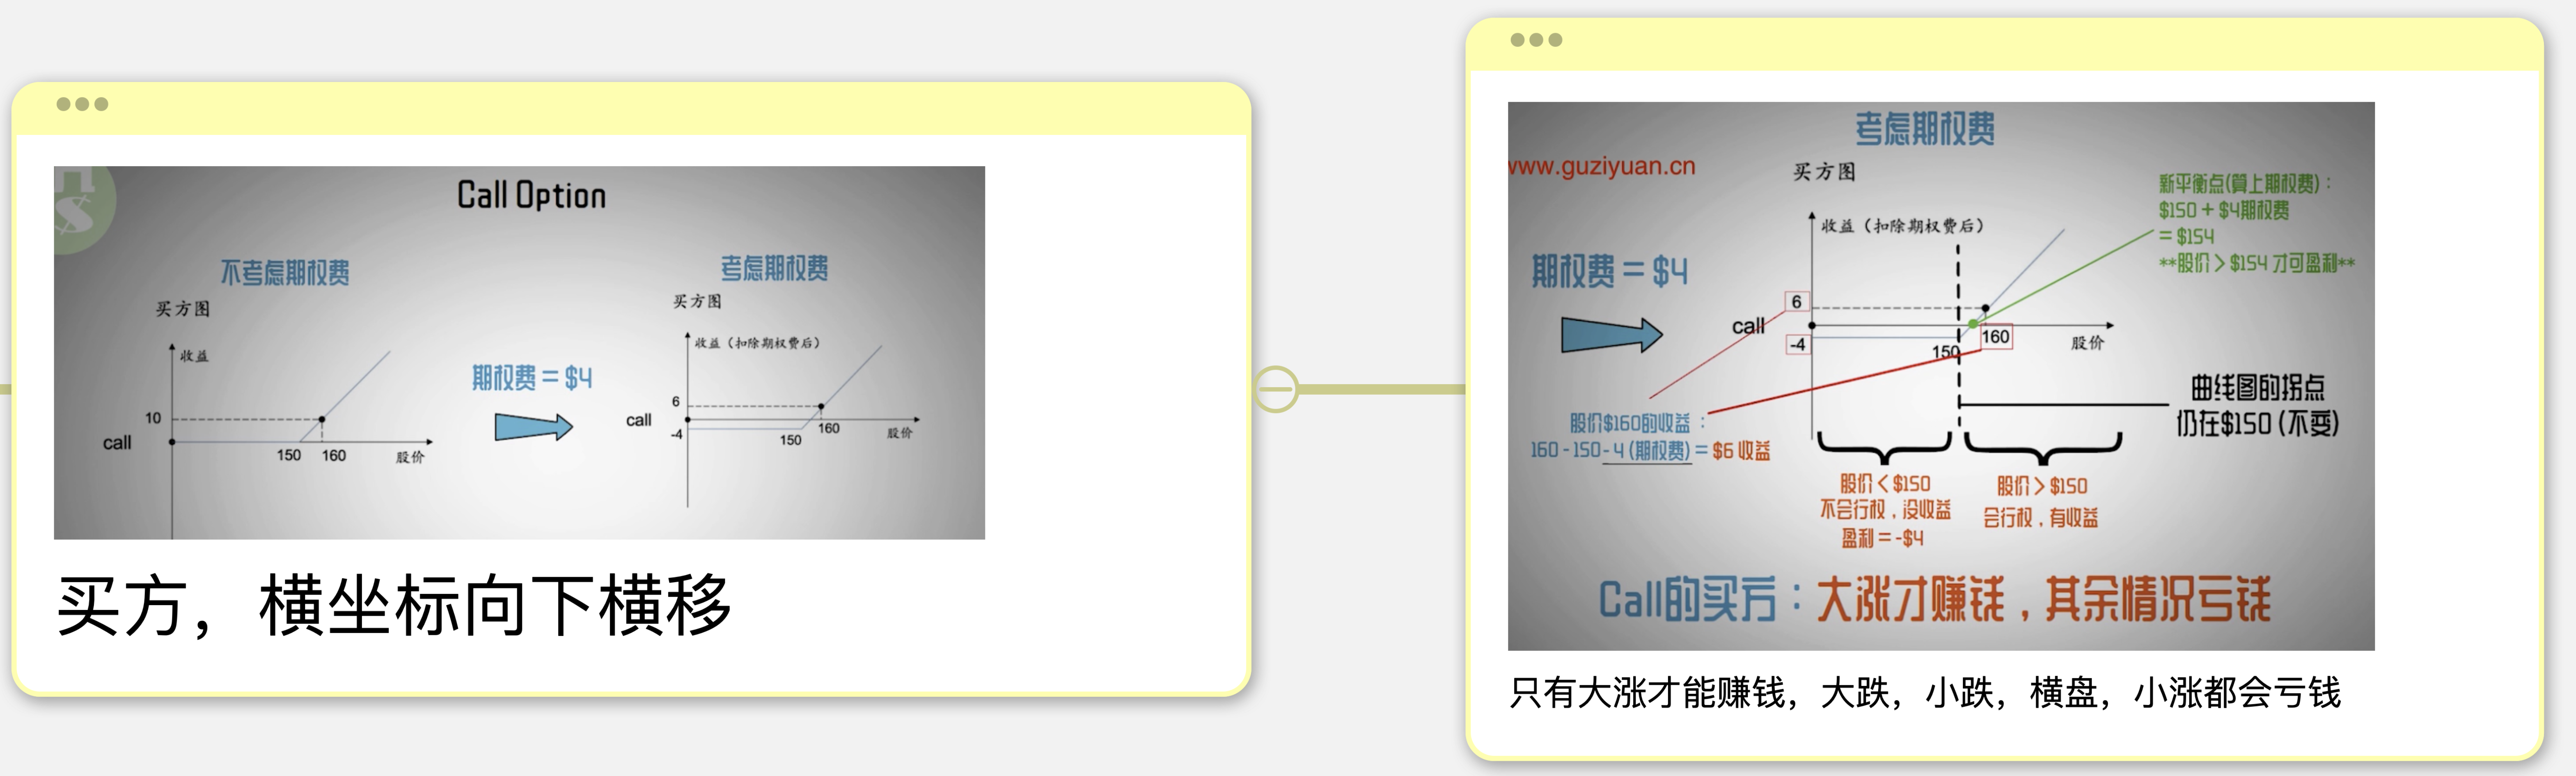 Call Option
不考虑期权费
买方图
收益
10
call
150
160
股价
期权费 = $4
考虑期权费
买方图
收益（扣除期权费后）
6
call
-4
150
160
股价
买方，横坐标向下横移
考虑期权费
www.guziyuan.cn
买方图
收益（扣除期权费后）
期权费 = $4
6
call
-4
150
160
股价
新平衡点(算上期权费)：
$150 + $4期权费
= $154
**股价 > $154 才可盈利**
曲线图的拐点
仍在$150 (不变)
股价$160的收益：
160 - 150 - 4 (期权费) = $6 收益
股价 < $150
不会行权，没收益
盈利 = -$4
股价 > $150
会行权，有收益
Call的买方：大涨才赚钱，其余情况亏钱
只有大涨才能赚钱，大跌，小跌，横盘，小涨都会亏钱